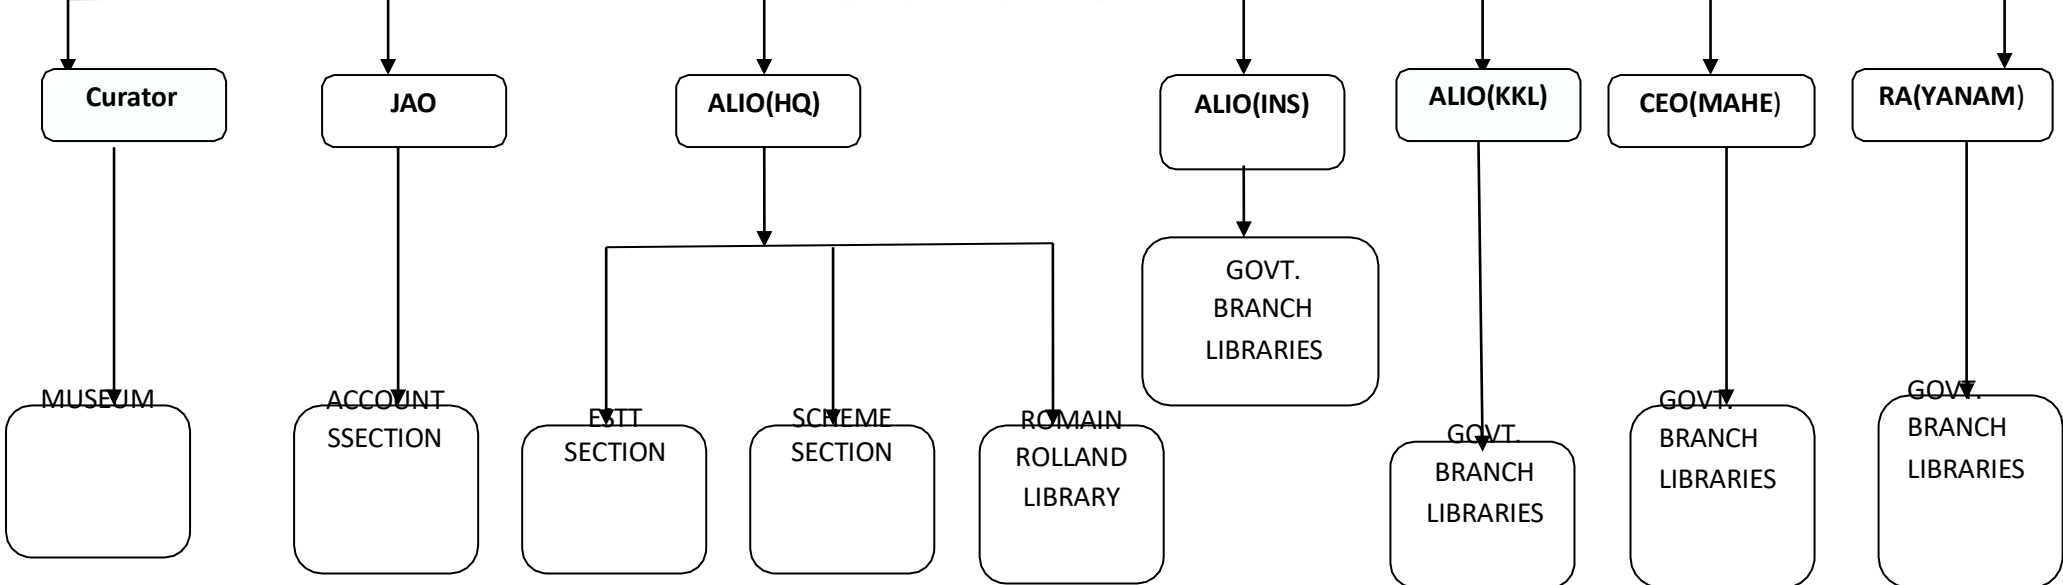 Curator
JAO
ALIO(HQ)
ALIO(INS)
ALIO(KKL)
CEO(MAHE)
RA(YANAM)
MUSEUM
ACCOUNT
SSECTION
ESTT
SECTION
SCHEME
SECTION
ROMAIN
ROLLAND
LIBRARY
GOVT.
BRANCH
LIBRARIES
GOVT.
BRANCH
LIBRARIES
GOVT.
BRANCH
LIBRARIES
GOVT.
BRANCH
LIBRARIES